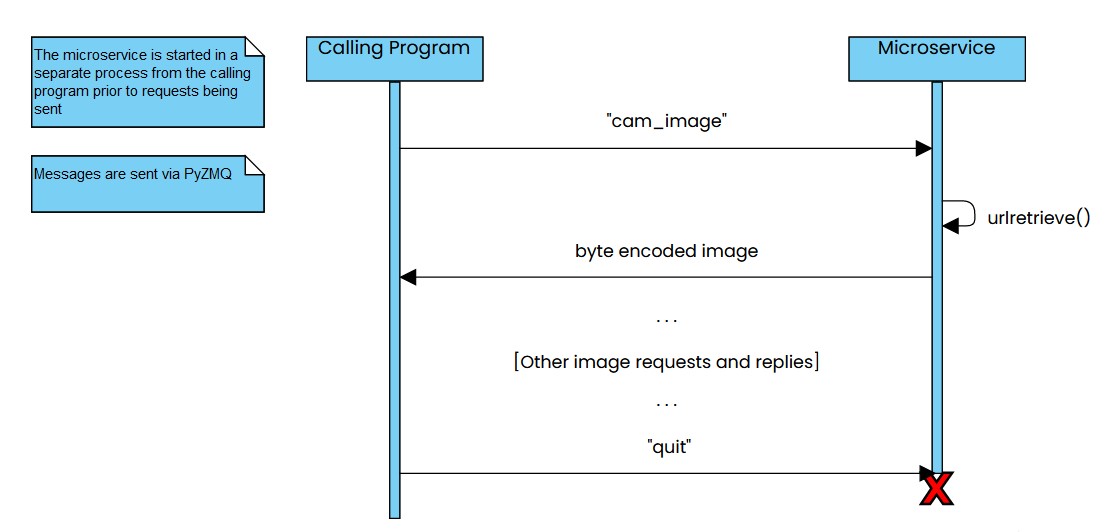 The microservice is started in a
separate process from the calling
program prior to requests being
sent
Messages are sent via PyZMQ
Calling Program
Microservice
"cam_image"
urlretrieve()
byte encoded image
...
[Other image requests and replies]
...
"quit"